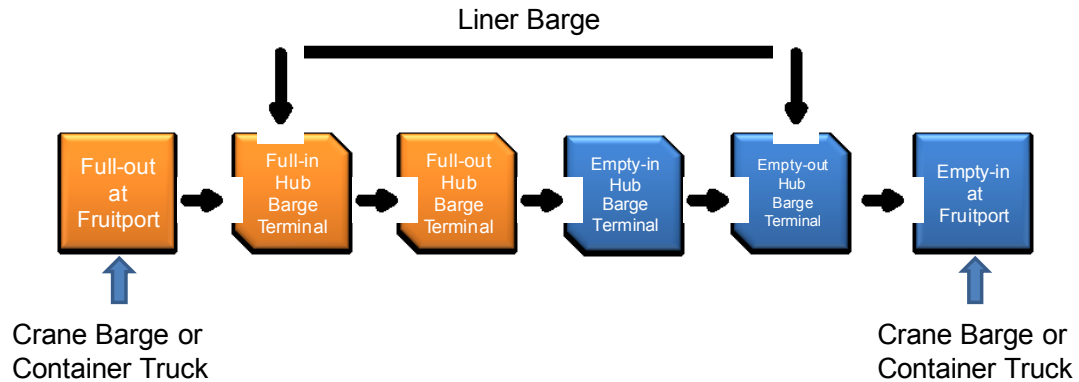 Liner Barge
Full-out
at
Fruitport
Full-in
Hub
Barge
Terminal
Full-out
Hub
Barge
Terminal
Empty-in
Hub
Barge
Terminal
Empty-out
Hub
Barge
Terminal
Empty-in
at
Fruitport
Crane Barge or
Container Truck
Crane Barge or
Container Truck